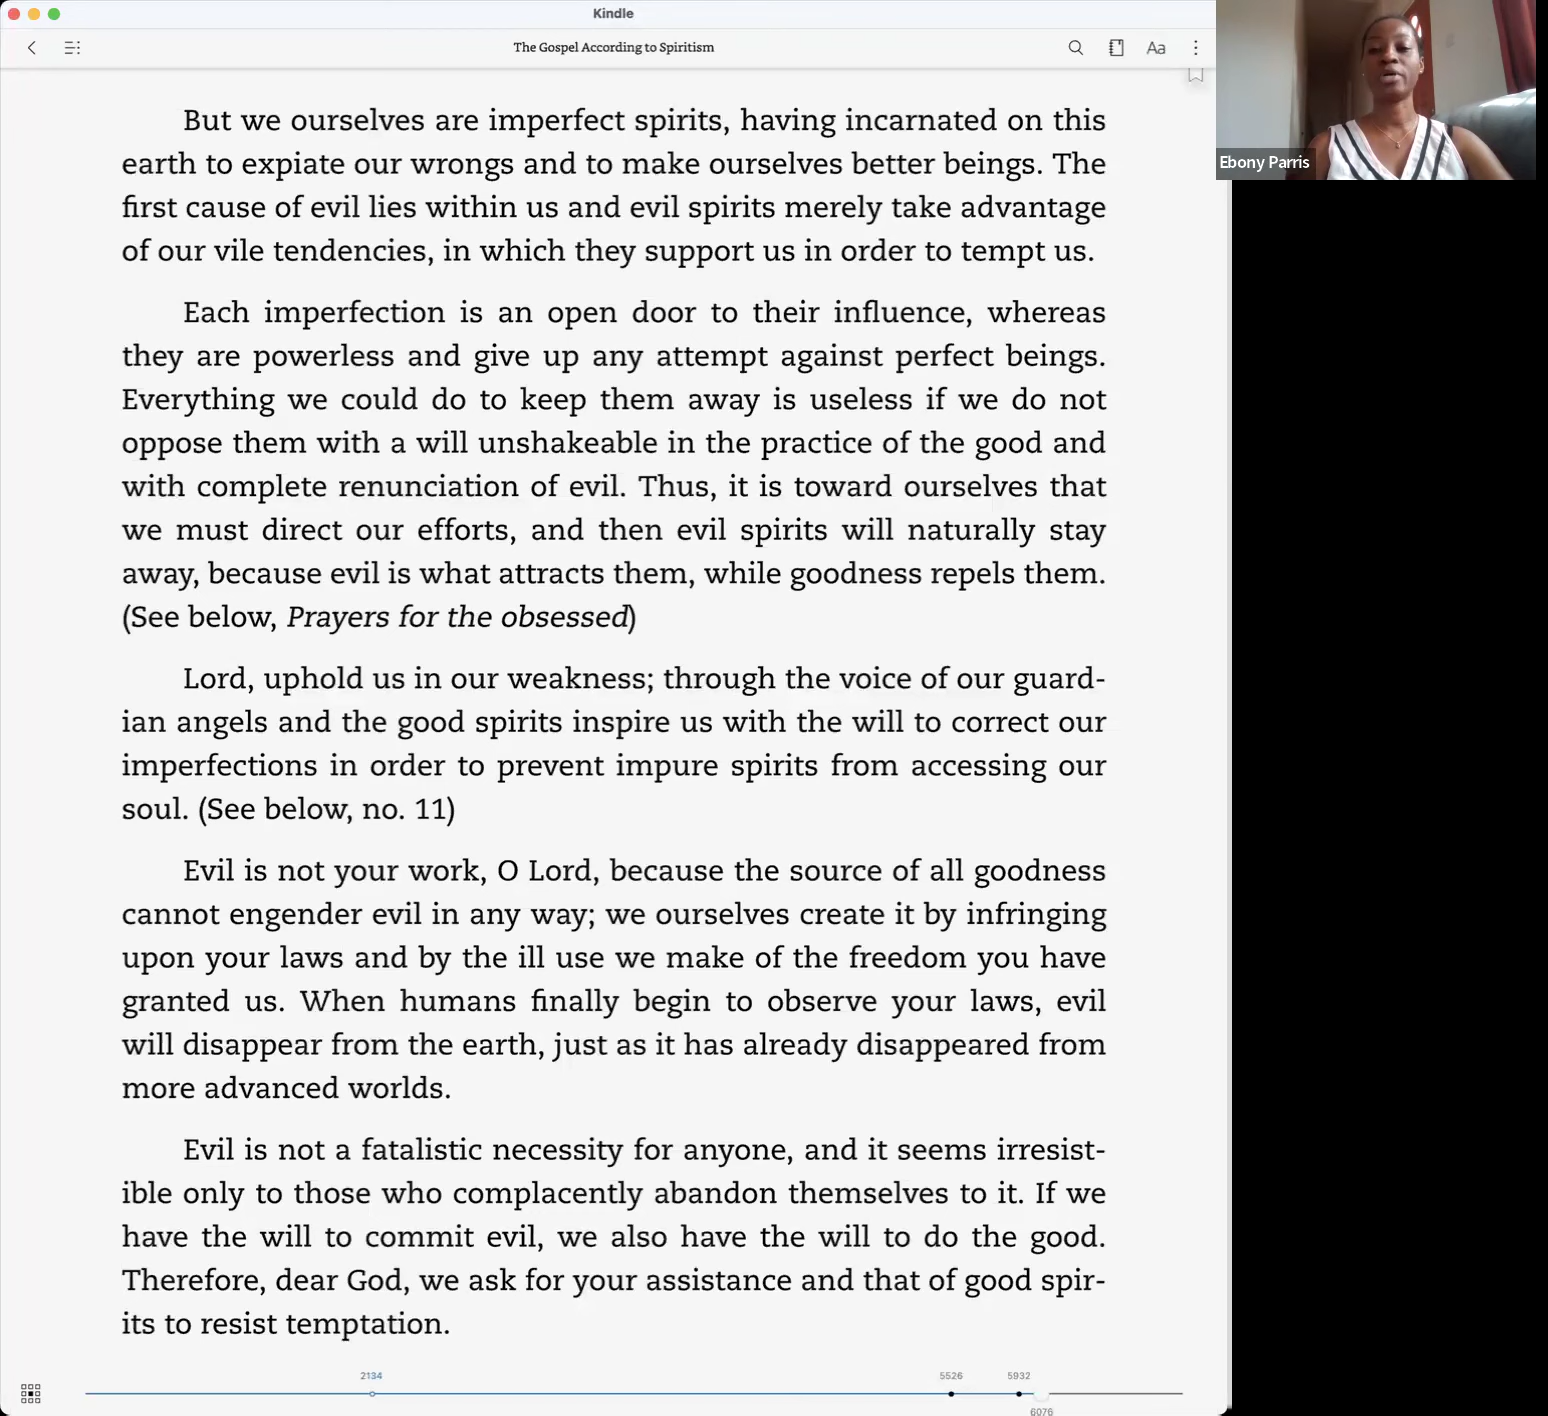 Kindle
The Gospel According to Spiritism
Aa
Ebony Parris
But we ourselves are imperfect spirits, having incarnated on this
earth to expiate our wrongs and to make ourselves better beings. The
first cause of evil lies within us and evil spirits merely take advantage
of our vile tendencies, in which they support us in order to tempt us.
Each imperfection is an open door to their influence, whereas
they are powerless and give up any attempt against perfect beings.
Everything we could do to keep them away is useless if we do not
oppose them with a will unshakeable in the practice of the good and
with complete renunciation of evil. Thus, it is toward ourselves that
we must direct our efforts, and then evil spirits will naturally stay
away, because evil is what attracts them, while goodness repels them.
(See below, Prayers for the obsessed)
Lord, uphold us in our weakness; through the voice of our guard-
ian angels and the good spirits inspire us with the will to correct our
imperfections in order to prevent impure spirits from accessing our
soul. (See below, no. 11)
Evil is not your work, O Lord, because the source of all goodness
cannot engender evil in any way; we ourselves create it by infringing
upon your laws and by the ill use we make of the freedom you have
granted us. When humans finally begin to observe your laws, evil
will disappear from the earth, just as it has already disappeared from
more advanced worlds.
Evil is not a fatalistic necessity for anyone, and it seems irresist-
ible only to those who complacently abandon themselves to it. If we
have the will to commit evil, we also have the will to do the good.
Therefore, dear God, we ask for your assistance and that of good spir-
its to resist temptation.
2134
5526
5932
6076